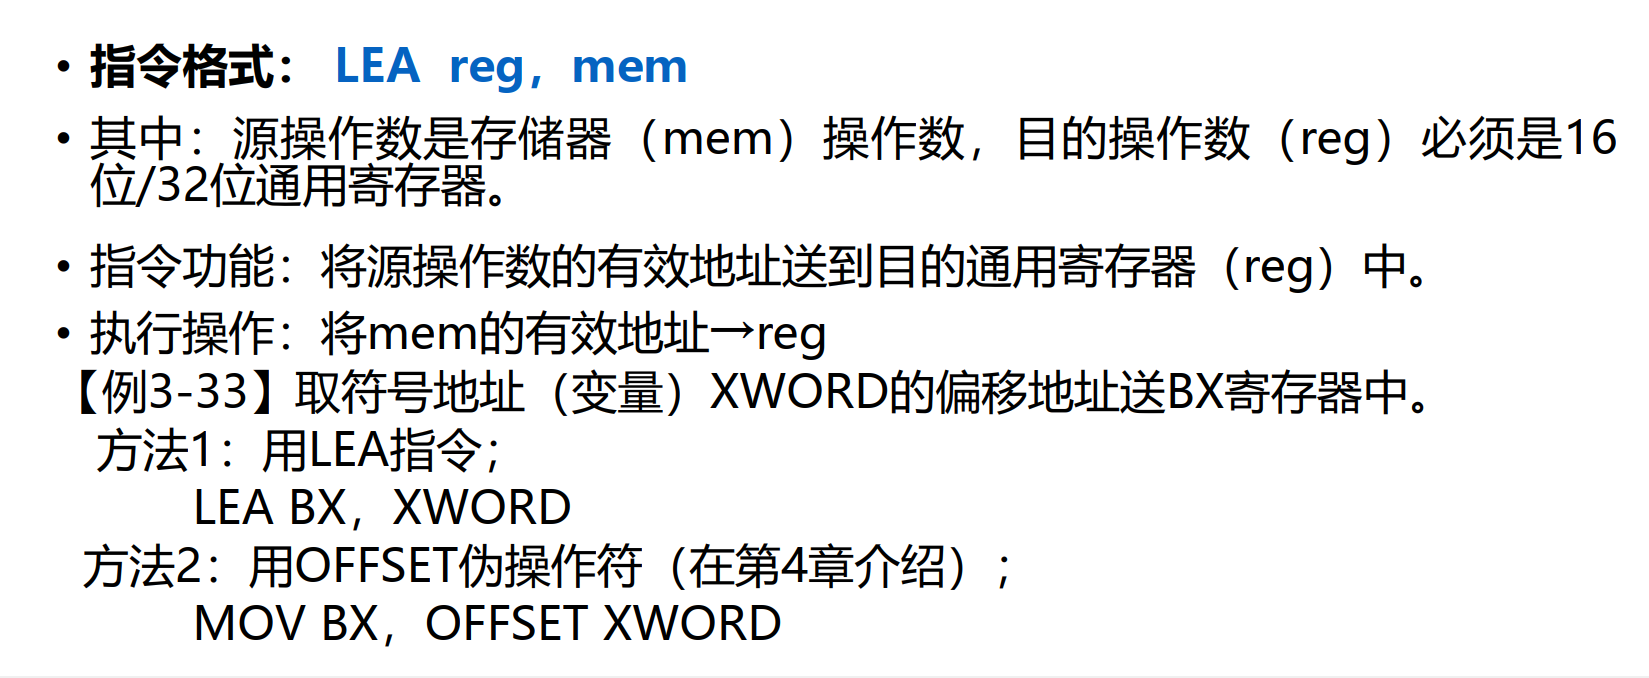 • 指令格式： LEA reg，mem
• 其中：源操作数是存储器（mem）操作数，目的操作数（reg）必须是16
位/32位通用寄存器。
• 指令功能：将源操作数的有效地址送到目的通用寄存器（reg）中。
• 执行操作：将mem的有效地址→reg
【例3-33】取符号地址（变量）XWORD的偏移地址送BX寄存器中。
方法1：用LEA指令；
LEA BX，XWORD
方法2：用OFFSET伪操作符（在第4章介绍）；
MOV BX，OFFSET XWORD